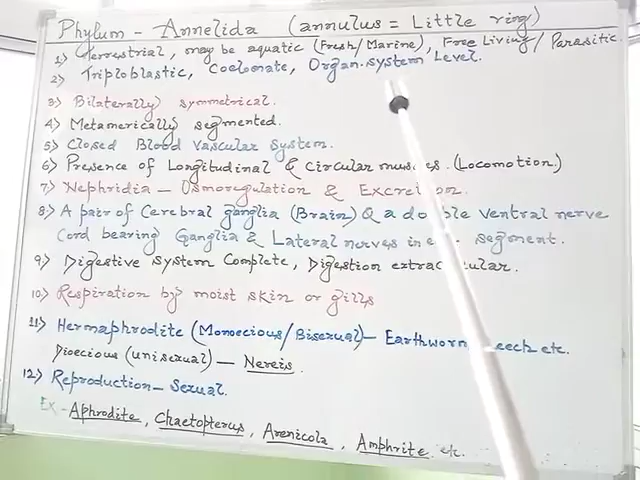 Phylum - Annelida (annulus = Little ring)
1) Terrestrial, may be aquatic (Fresh/Marine), Free Living/Parasitic.
2) Triploblastic, Coelomate, Organ-system Level.
3) Bilaterally symmetrical.
4) Metamerically segmented.
5) Closed Blood Vascular System.
6) Presence of Longitudinal & circular muscles. (Locomotion)
7) Nephridia - Osmoregulation & Excretion.
8) A pair of Cerebral ganglia (Brain) & a double ventral nerve
Cord bearing Ganglia & Lateral nerves in segment.
9) Digestive system Complete, Digestion extracellular.
10) Respiration by moist skin or gills
11) Hermaphrodite (Monoecious/Bisexual) - Earthworm, Leech etc.
Dioecious (unisexual) - Nereis.
12) Reproduction - Sexual.
Ex - Aphrodite, Chaetopterus, Arenicola, Amphrite etc.